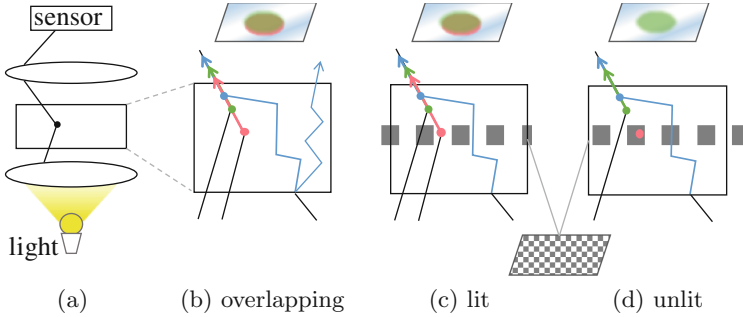 sensor
light
(a)
(b) overlapping
(c) lit
(d) unlit